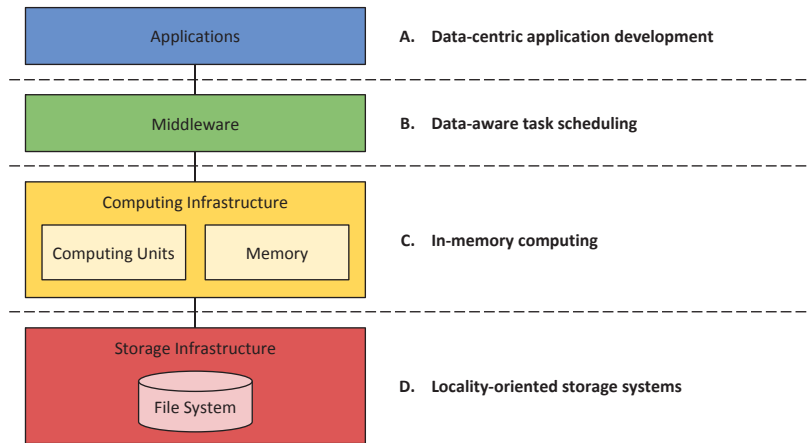 Applications
A. Data-centric application development
Middleware
B. Data-aware task scheduling
Computing Infrastructure
Computing Units
Memory
C. In-memory computing
Storage Infrastructure
File System
D. Locality-oriented storage systems